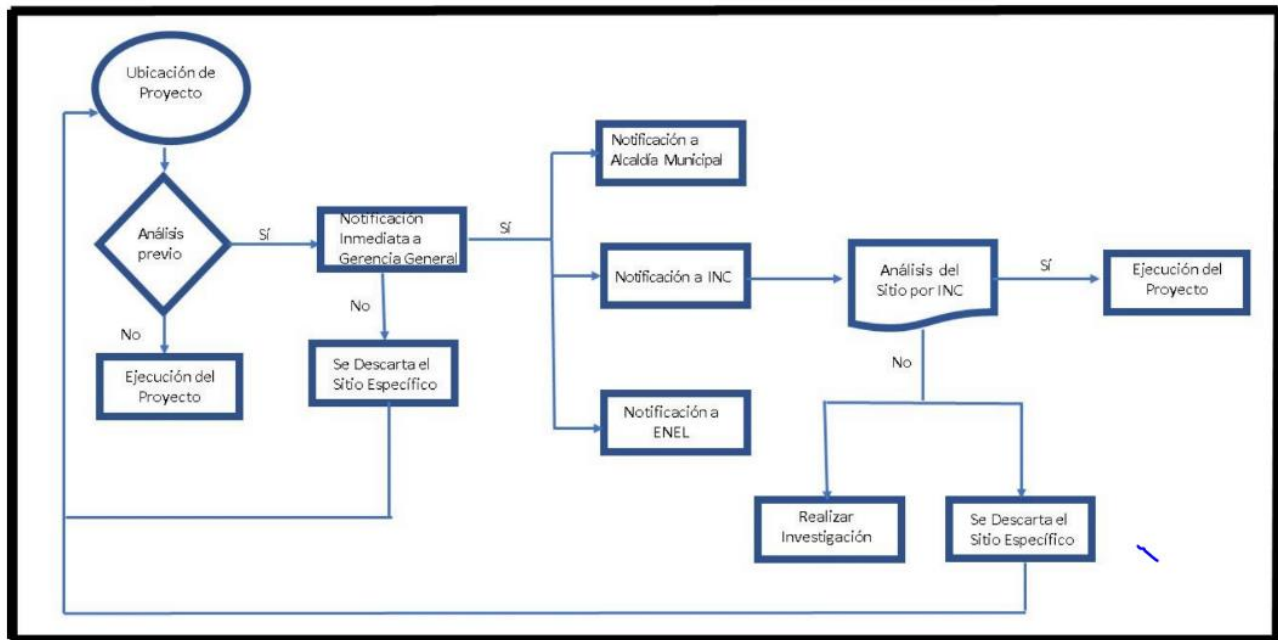 Ubicación de
Proyecto
Análisis
previo
Sí
No
Ejecución del
Proyecto
Notificación
Inmediata a
Gerencia General
Sí
No
Se Descarta el
Sitio Específico
Notificación a
Alcaldía Municipal
Notificación a INC
Notificación a
ENEL
Análisis del
Sitio por INC
Sí
No
Ejecución del
Proyecto
Realizar
Investigación
Se Descarta el
Sitio Específico